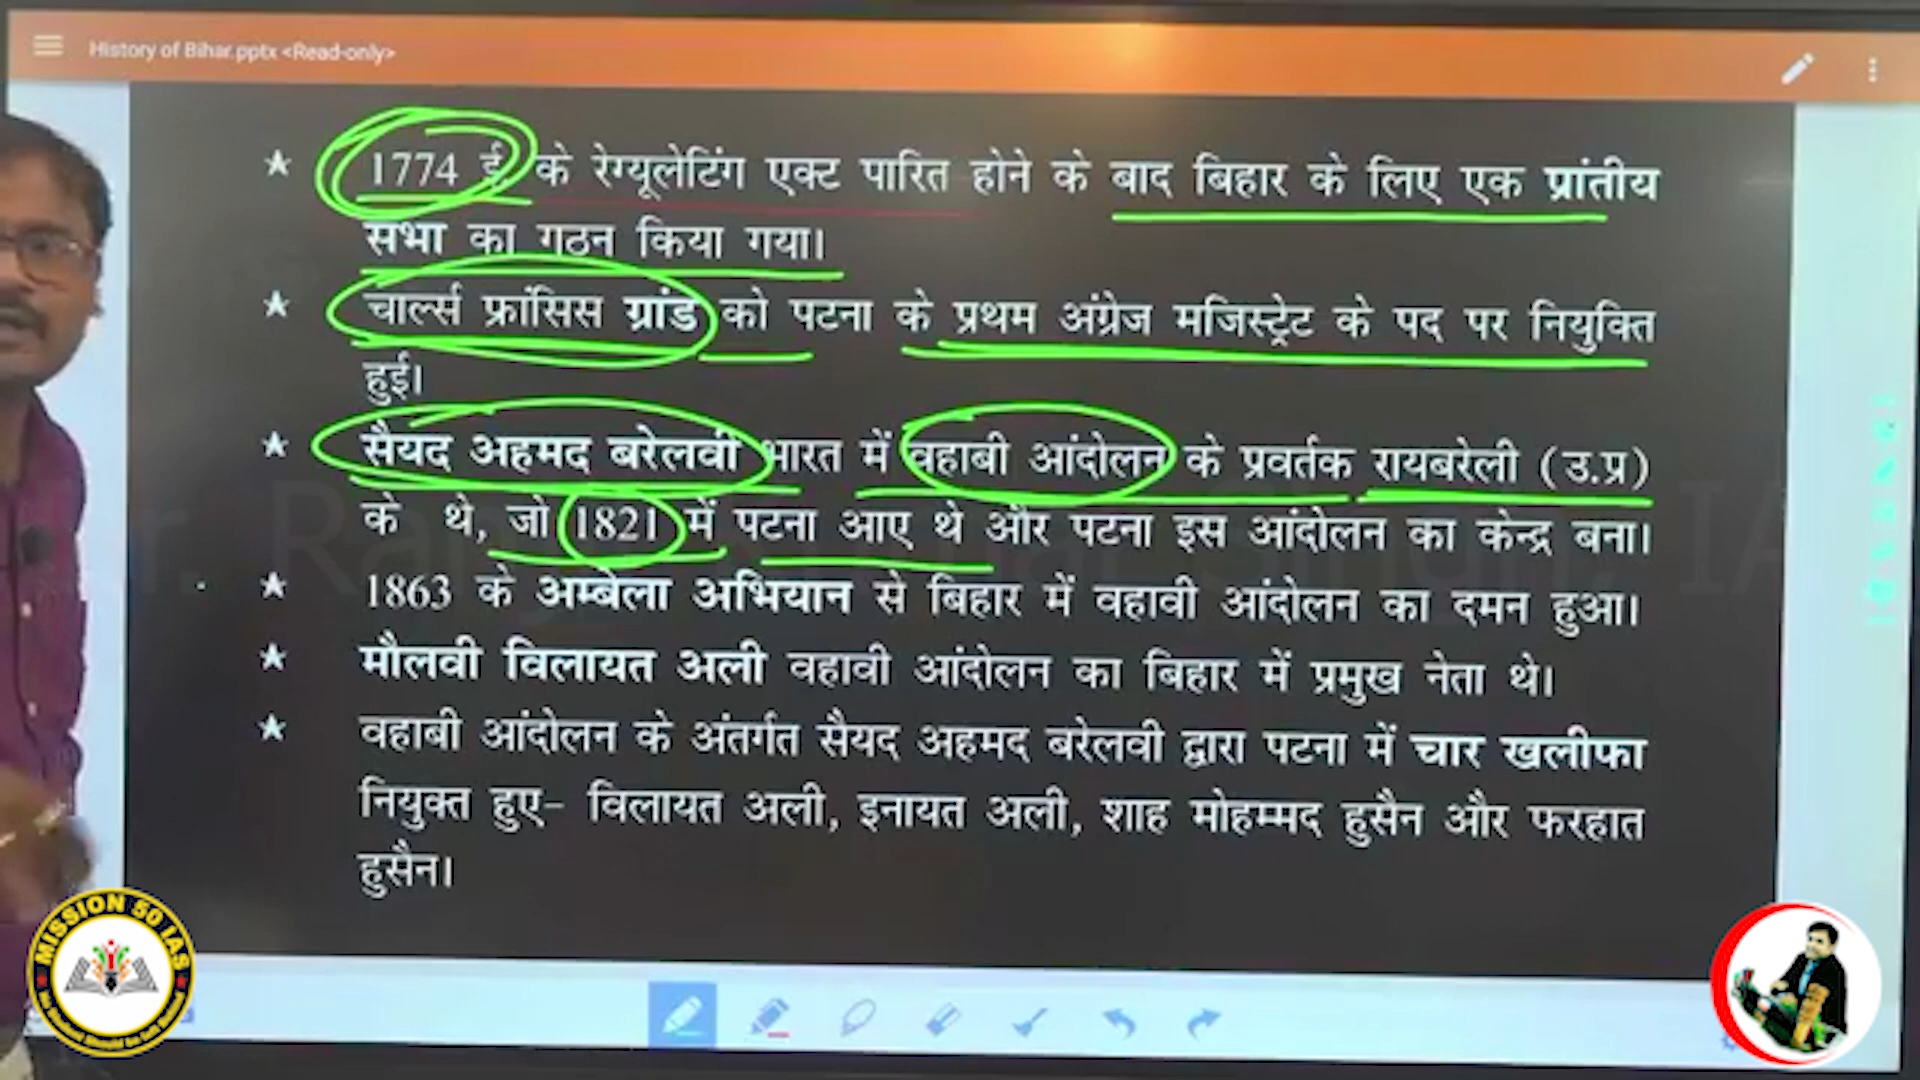 History of Bihar.pptx <Read-only>
★ 1774 ई. के रेग्यूलेटिंग एक्ट पारित होने के बाद बिहार के लिए एक प्रांतीय
सभा का गठन किया गया।
★ चार्ल्स फ्रांसिस ग्रांड को पटना के प्रथम अंग्रेज मजिस्ट्रेट के पद पर नियुक्ति
हुई।
★ सैयद अहमद बरेलवी भारत में वहाबी आंदोलन के प्रवर्तक रायबरेली (उ.प्र)
के थे, जो 1821 में पटना आए थे और पटना इस आंदोलन का केन्द्र बना।
★ 1863 के अम्बेला अभियान से बिहार में वहावी आंदोलन का दमन हुआ।
★ मौलवी विलायत अली वहावी आंदोलन का बिहार में प्रमुख नेता थे।
★ वहाबी आंदोलन के अंतर्गत सैयद अहमद बरेलवी द्वारा पटना में चार खलीफा
नियुक्त हुए– विलायत अली, इनायत अली, शाह मोहम्मद हुसैन और फरहात
हुसैन।
MISSION 50 IAS